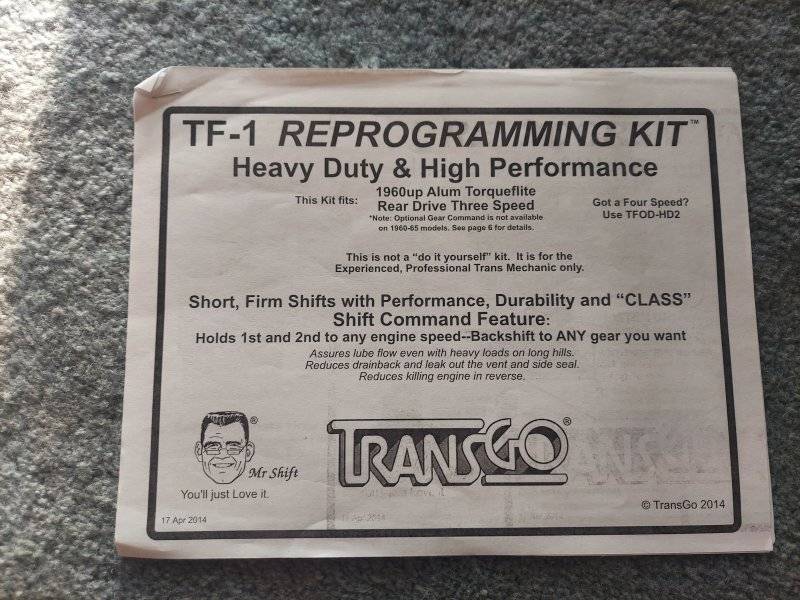 TF-1 REPROGRAMMING KIT™
Heavy Duty & High Performance
This Kit fits:
1960up Alum Torqueflite
Rear Drive Three Speed
*Note: Optional Gear Command is not available
on 1960-65 models. See page 6 for details.
Got a Four Speed?
Use TFOD-HD2
This is not a “do it yourself” kit. It is for the
Experienced, Professional Trans Mechanic only.
Short, Firm Shifts with Performance, Durability and “CLASS”
Shift Command Feature:
Holds 1st and 2nd to any engine speed--Backshift to ANY gear you want
Assures lube flow even with heavy loads on long hills.
Reduces drainback and leak out the vent and side seal.
Reduces killing engine in reverse.
®
Mr Shift
You'll just Love it.
TRANSGO®
17 Apr 2014
© TransGo 2014